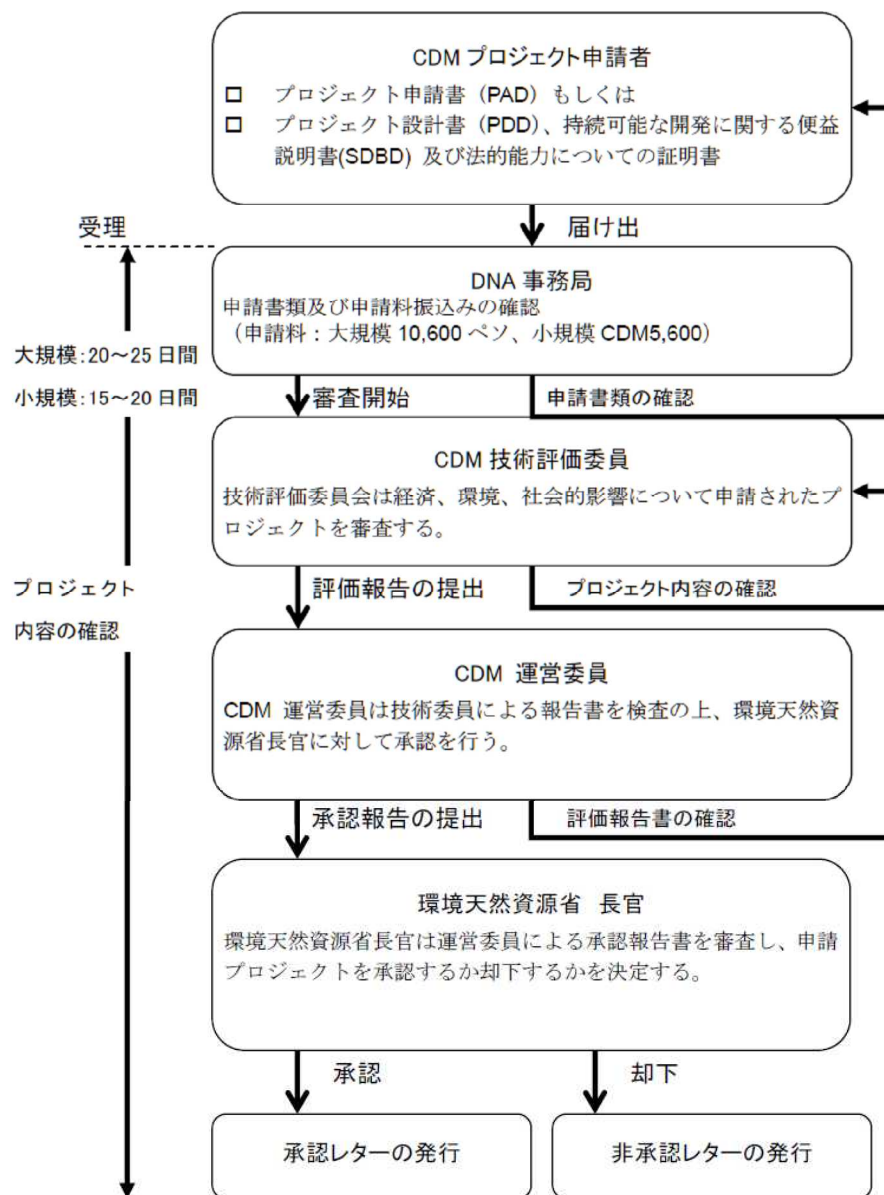 CDM プロジェクト申請者
□ プロジェクト申請書（PAD）もしくは
□ プロジェクト設計書（PDD）、持続可能な開発に関する便益
説明書(SDBD) 及び法的能力についての証明書
受理
届け出
DNA 事務局
申請書類及び申請料振込みの確認
（申請料：大規模 10,600 ペソ、小規模 CDM5,600）
大規模:20～25 日間
小規模:15～20 日間
審査開始
申請書類の確認
CDM 技術評価委員
技術評価委員会は経済、環境、社会的影響について申請されたプ
ロジェクトを審査する。
プロジェクト
内容の確認
評価報告の提出
プロジェクト内容の確認
CDM 運営委員
CDM 運営委員は技術委員による報告書を検査の上、環境天然資
源省長官に対して承認を行う。
承認報告の提出
評価報告書の確認
環境天然資源省 長官
環境天然資源省長官は運営委員による承認報告書を審査し、申請
プロジェクトを承認するか却下するかを決定する。
承認
却下
承認レターの発行
非承認レターの発行